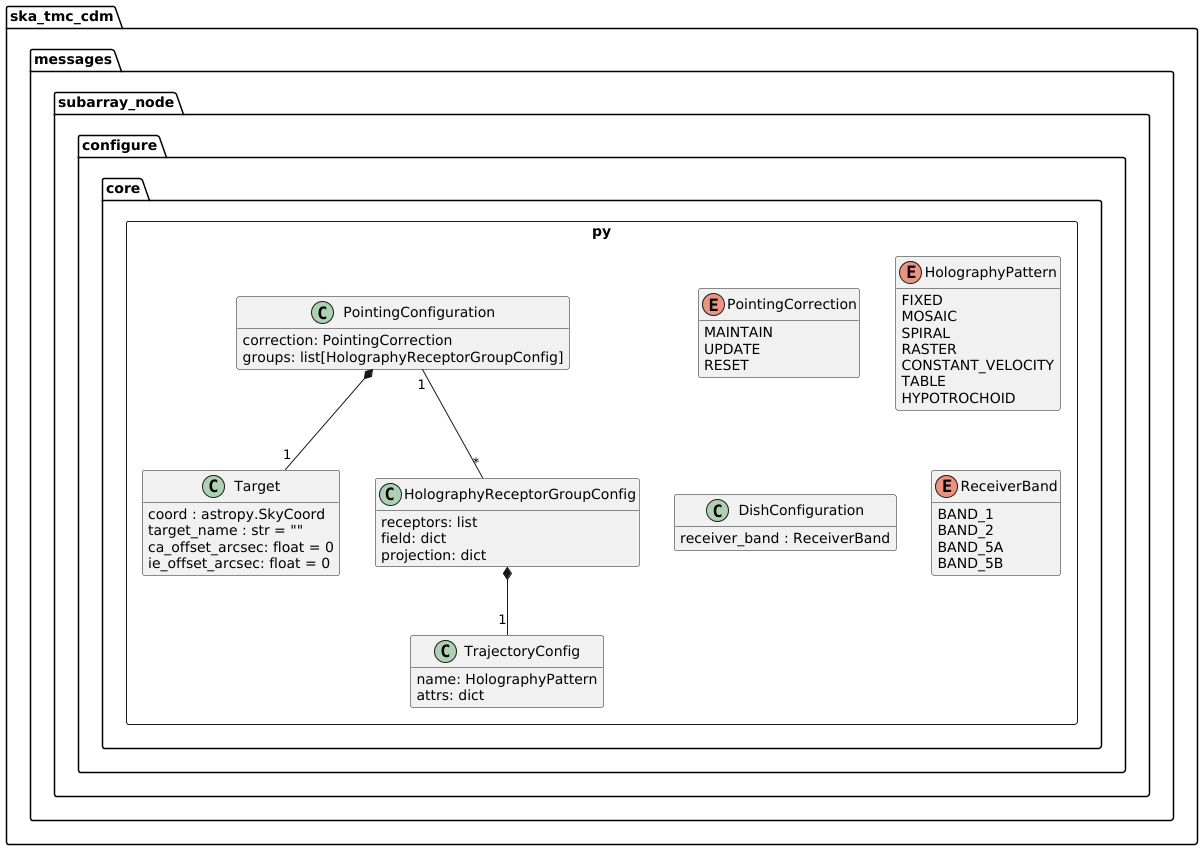 ska_tmc_cdm
messages
subarray_node
configure
core
py
C PointingConfiguration
correction: PointingCorrection
groups: list[HolographyReceptorGroupConfig]
E PointingCorrection
MAINTAIN
UPDATE
RESET
E HolographyPattern
FIXED
MOSAIC
SPIRAL
RASTER
CONSTANT_VELOCITY
TABLE
HYPOTROCHOID
1
1
*
C Target
coord : astropy.SkyCoord
target_name : str = ""
ca_offset_arcsec: float = 0
ie_offset_arcsec: float = 0
C HolographyReceptorGroupConfig
receptors: list
field: dict
projection: dict
C DishConfiguration
receiver_band : ReceiverBand
E ReceiverBand
BAND_1
BAND_2
BAND_5A
BAND_5B
1
C TrajectoryConfig
name: HolographyPattern
attrs: dict